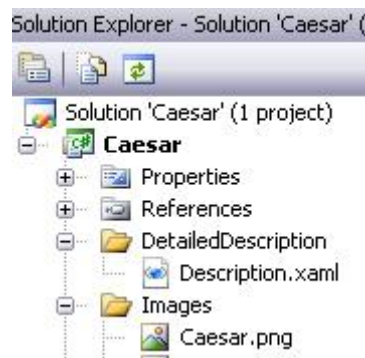 Solution Explorer - Solution 'Caesar' (
Solution 'Caesar' (1 project)
Caesar
Properties
References
DetailedDescription
Description.xaml
Images
Caesar.png